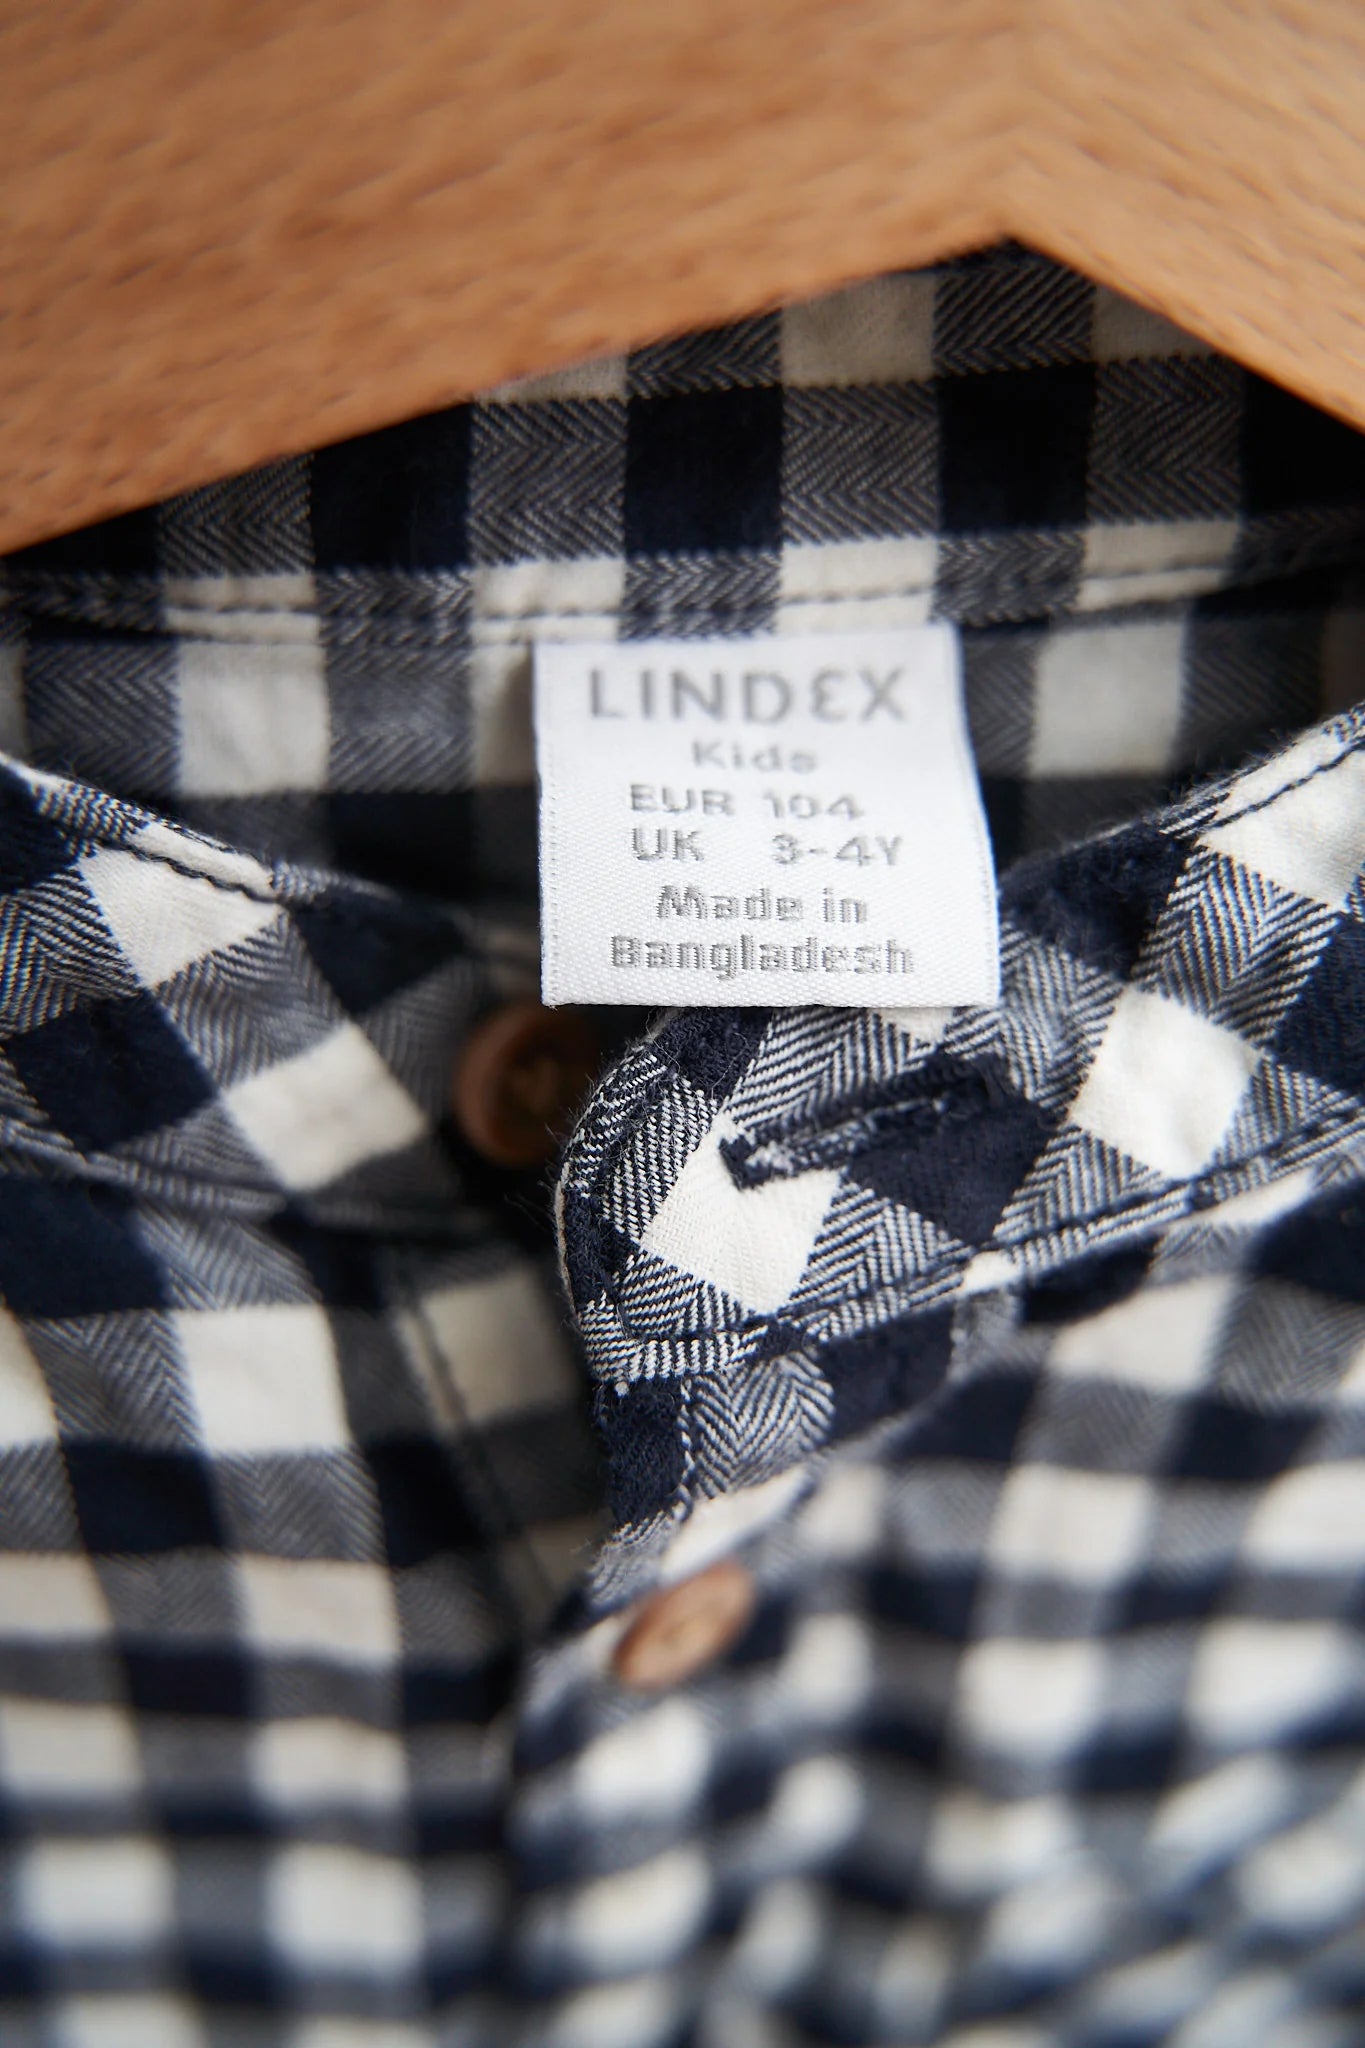 LINDEX
Kids
EUR 104
UK 3-4Y
Made in
Bangladesh